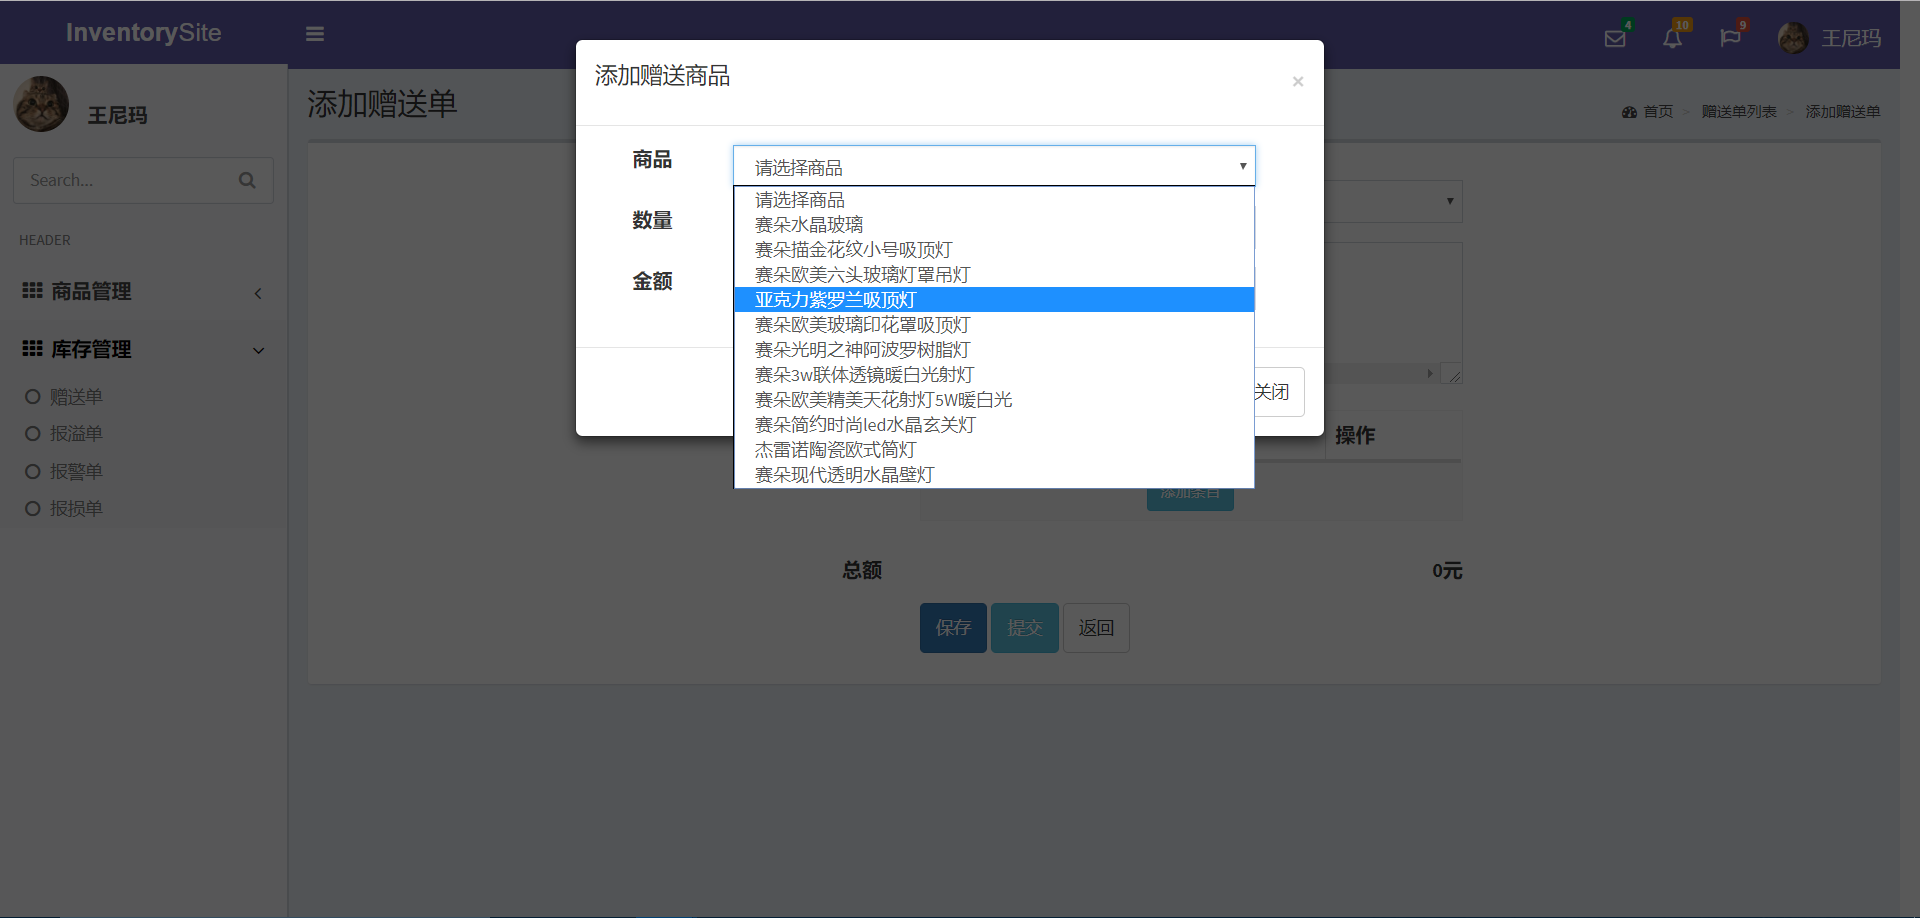 InventorySite
4
10
9
王尼玛
王尼玛
Search...
HEADER
商品管理
库存管理
赠送单
报溢单
报警单
报损单
添加赠送单
首页
赠送单列表
添加赠送单
添加赠送商品
×
商品
请选择商品
请选择商品
赛朵水晶玻璃
赛朵描金花纹小号吸顶灯
赛朵欧美六头玻璃灯罩吊灯
亚克力紫罗兰吸顶灯
赛朵欧美玻璃印花罩吸顶灯
赛朵光明之神阿波罗树脂灯
赛朵3w联体透镜暖白光射灯
赛朵欧美精美天花射灯5W暖白光
赛朵简约时尚led水晶玄关灯
杰雷诺陶瓷欧式筒灯
赛朵现代透明水晶壁灯
数量
金额
关闭
操作
添加条目
总额
0元
保存
提交
返回